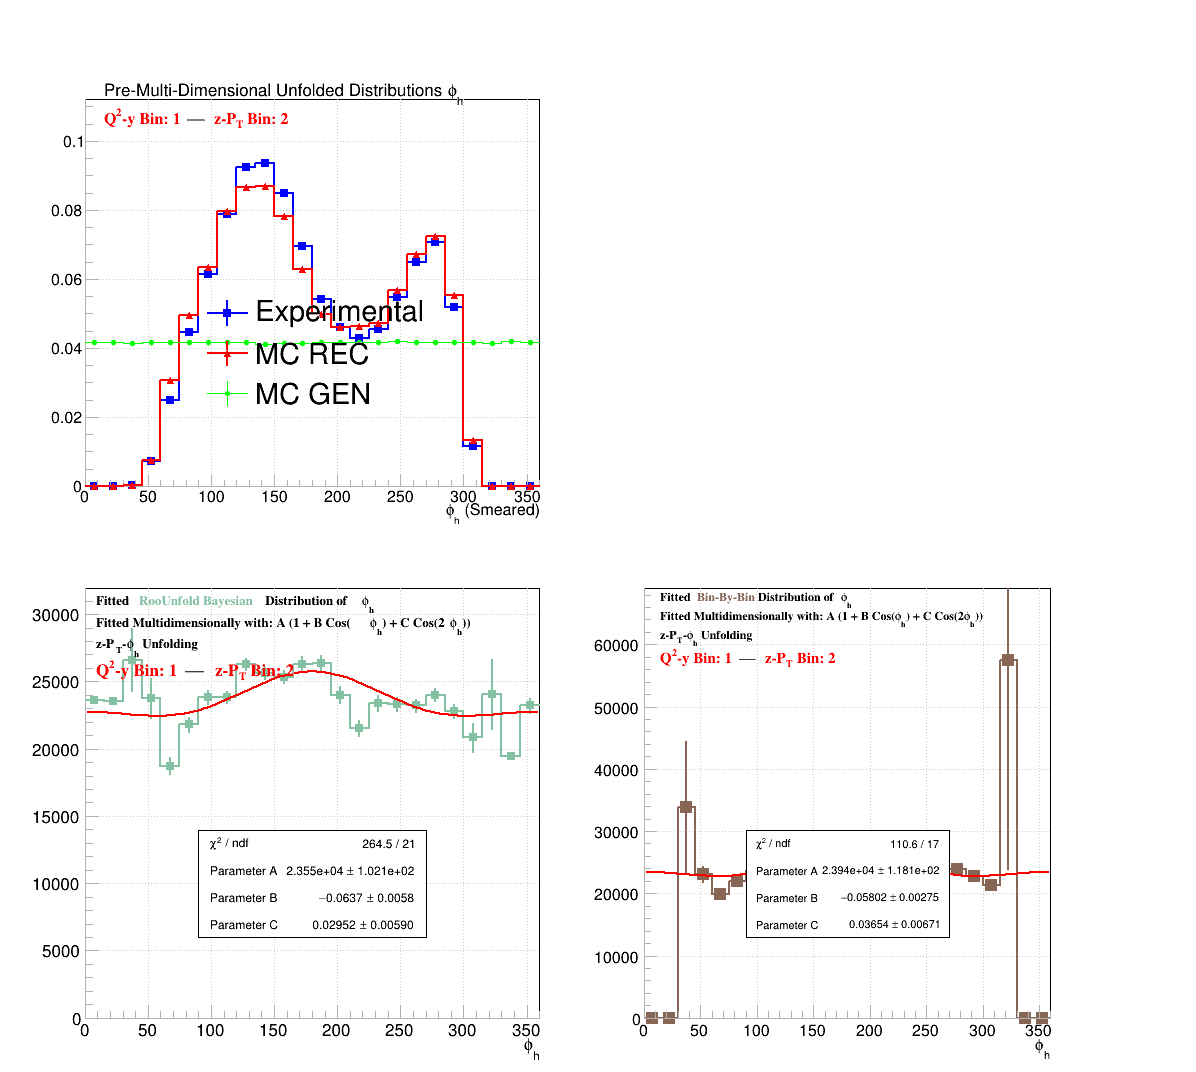 Pre-Multi-Dimensional Unfolded Distributions ϕh
Q²-y Bin: 1 — z-PT Bin: 2
0.1
0.08
0.06
0.04
0.02
0
Experimental
MC REC
MC GEN
0 50 100 150 200 250 300 350
ϕh (Smeared)
Fitted RooUnfold Bayesian Distribution of ϕh
Fitted Multidimensionally with: A (1 + B Cos( ϕh) + C Cos(2 ϕh))
z-PT-ϕh Unfolding
Q²-y Bin: 1 — z-PT Bin: 2
30000
25000
20000
15000
10000
5000
0
χ² / ndf 264.5 / 21
Parameter A 2.355e+04 ± 1.021e+02
Parameter B −0.0637 ± 0.0058
Parameter C 0.02952 ± 0.00590
0 50 100 150 200 250 300 350
ϕh
Fitted Bin-By-Bin Distribution of ϕh
Fitted Multidimensionally with: A (1 + B Cos(ϕh) + C Cos(2ϕh))
z-PT-ϕh Unfolding
Q²-y Bin: 1 — z-PT Bin: 2
60000
50000
40000
30000
20000
10000
0
χ² / ndf 110.6 / 17
Parameter A 2.394e+04 ± 1.181e+02
Parameter B −0.05802 ± 0.00275
Parameter C 0.03654 ± 0.00671
0 50 100 150 200 250 300 350
ϕh